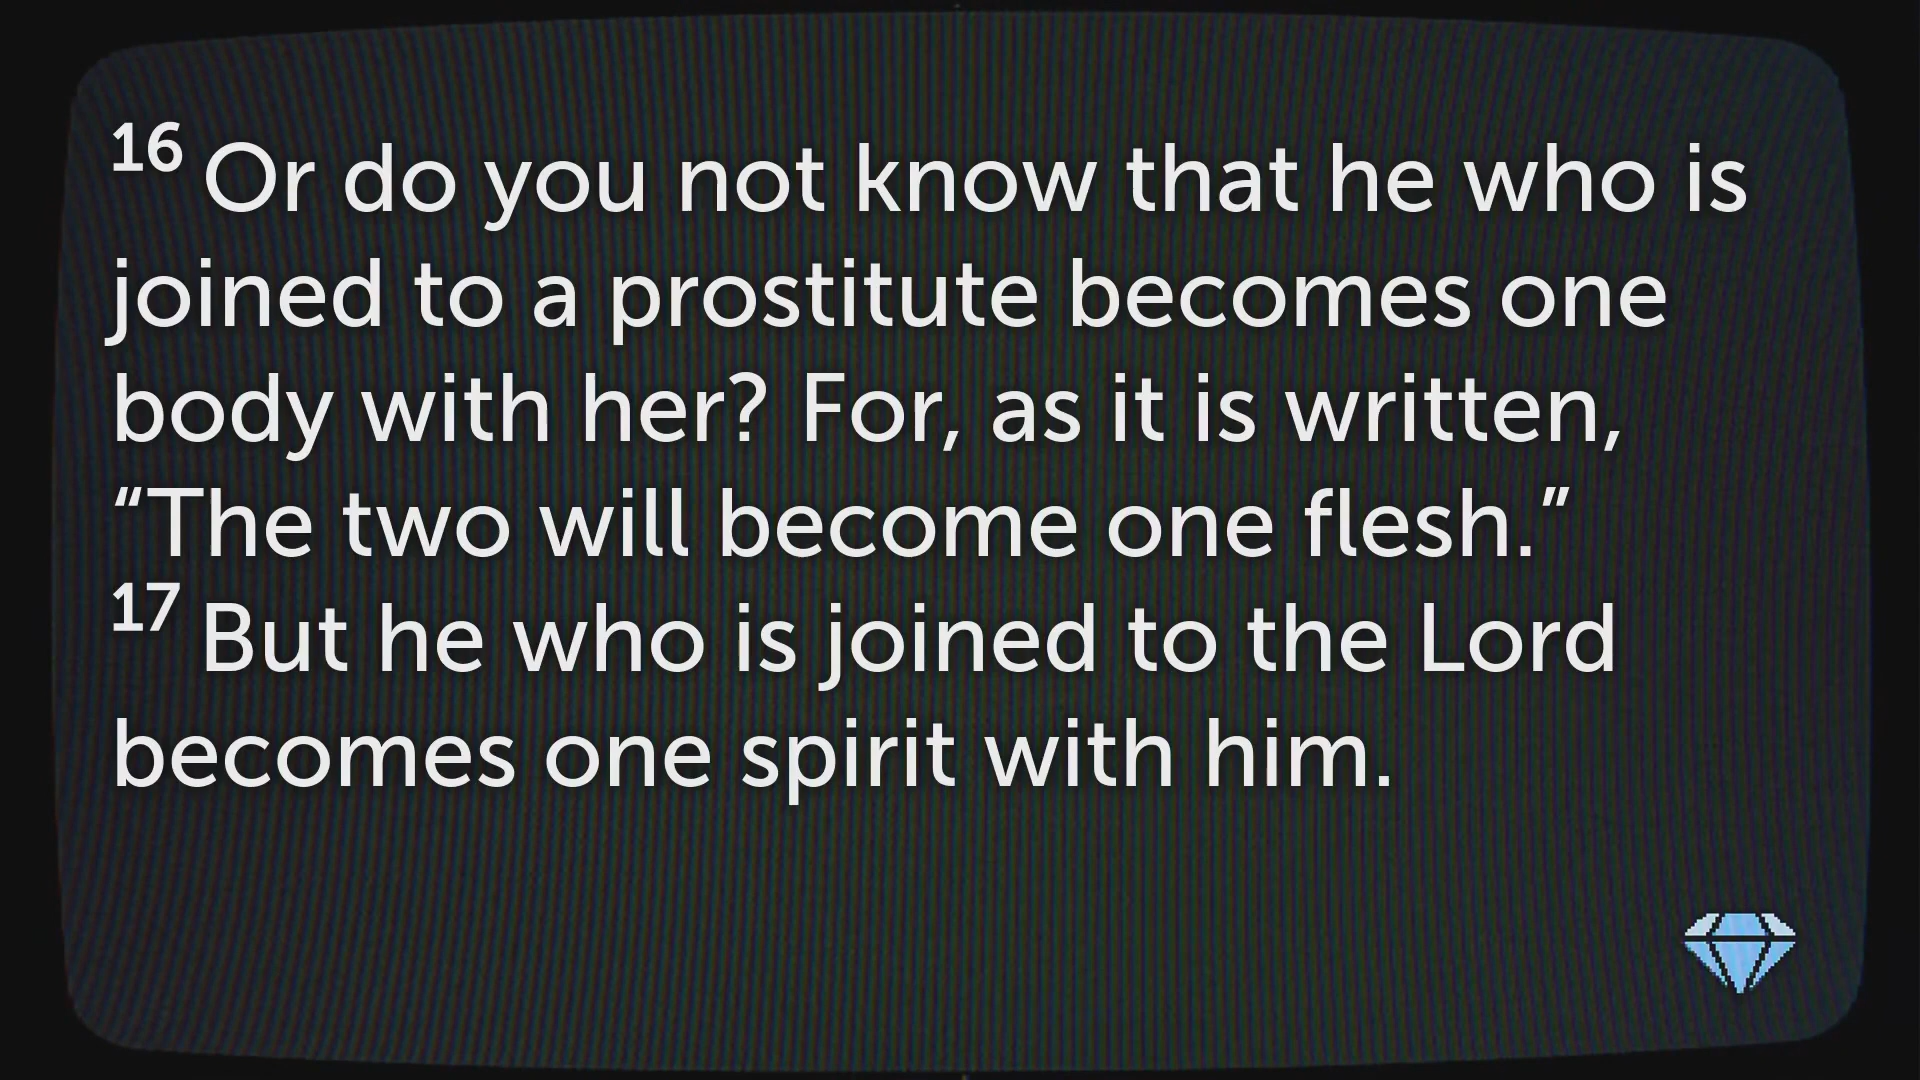 16 Or do you not know that he who is
joined to a prostitute becomes one
body with her? For, as it is written,
“The two will become one flesh.”
17 But he who is joined to the Lord
becomes one spirit with him.